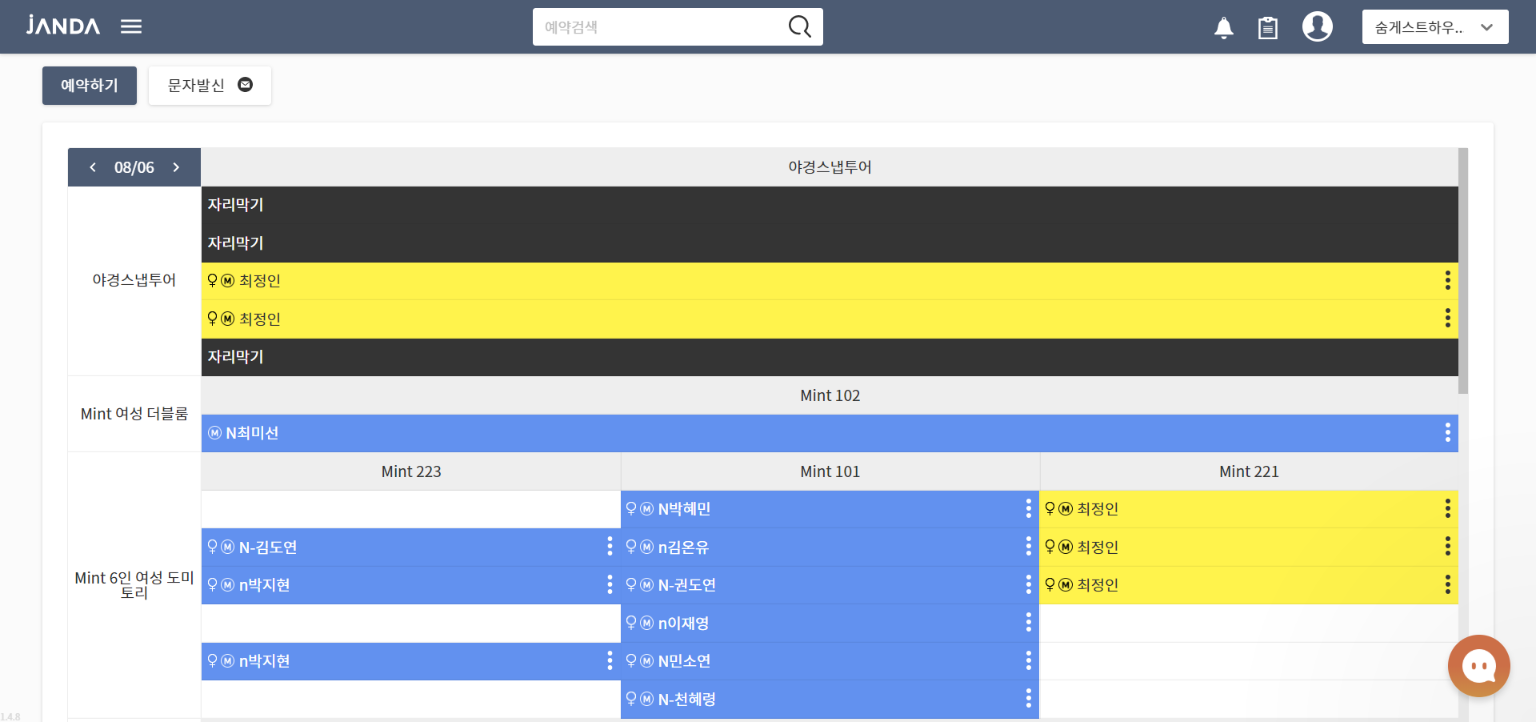 JANDA
예약검색
숨게스트하우..
예약하기
문자발신
08/06
야경스냅투어
야경스냅투어
자리막기
자리막기
M 최정인
M 최정인
자리막기
Mint 여성 더블룸
Mint 102
M N최미선
Mint 6인 여성 도미
토리
Mint 223
Mint 101
Mint 221
M N박혜민
M 최정인
M N-김도연
M n김온유
M 최정인
M n박지현
M N-권도연
M 최정인
M n이재영
M n박지현
M N민소연
M N-천혜령
1.4.8